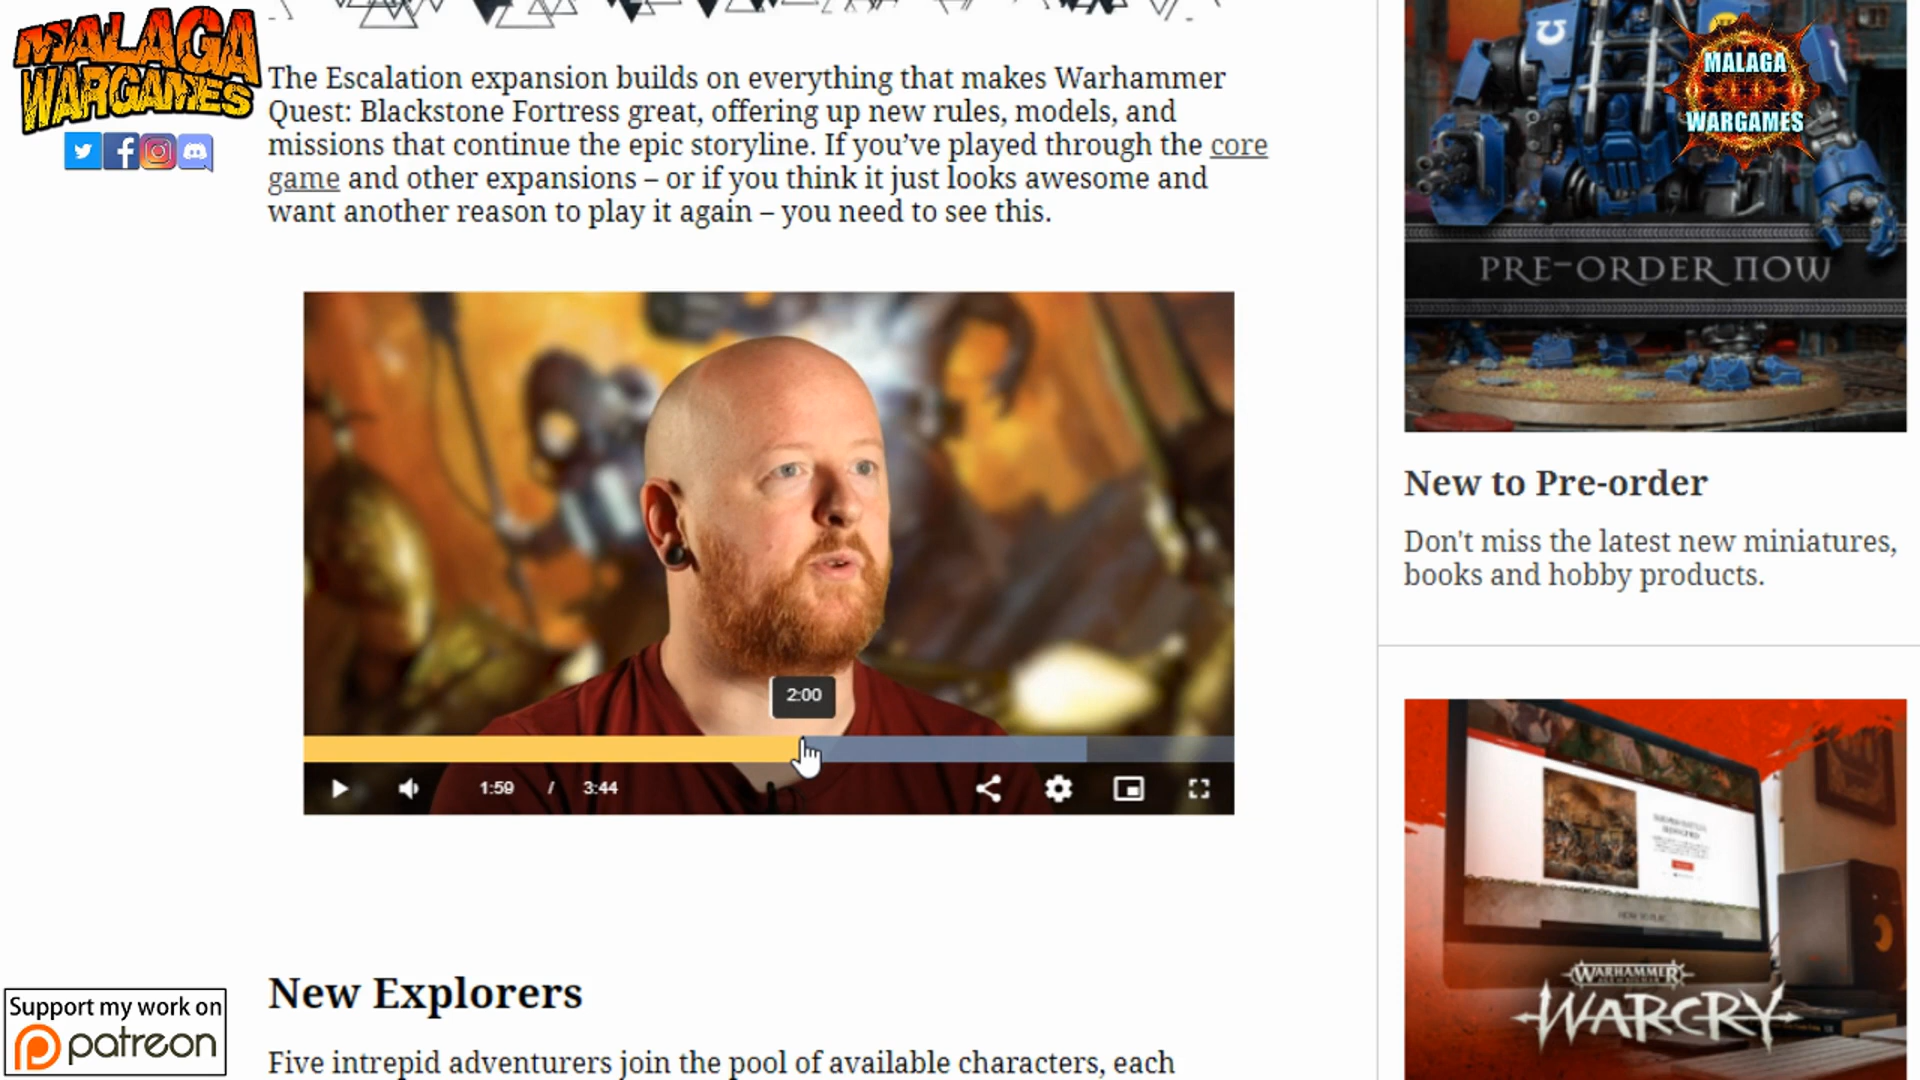 MALAGA
WARGAMES
The Escalation expansion builds on everything that makes Warhammer
Quest: Blackstone Fortress great, offering up new rules, models, and
missions that continue the epic storyline. If you’ve played through the core
game and other expansions – or if you think it just looks awesome and
want another reason to play it again – you need to see this.
2:00
1:59 / 3:44
New Explorers
Five intrepid adventurers join the pool of available characters, each
Support my work on
patreon
MALAGA
WARGAMES
PRE-ORDER NOW
New to Pre-order
Don't miss the latest new miniatures,
books and hobby products.
WARHAMMER
WARCRY